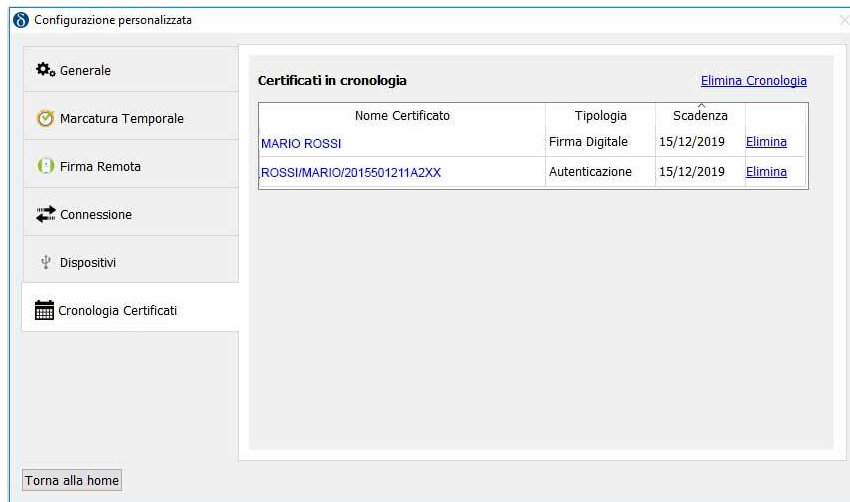 Configurazione personalizzata
Generale
Marcatura Temporale
Firma Remota
Connessione
Dispositivi
Cronologia Certificati
Certificati in cronologia Elimina Cronologia
Nome Certificato Tipologia Scadenza
MARIO ROSSI Firma Digitale 15/12/2019 Elimina
ROSSI/MARIO/2015501211A2XX Autenticazione 15/12/2019 Elimina
Torna alla home